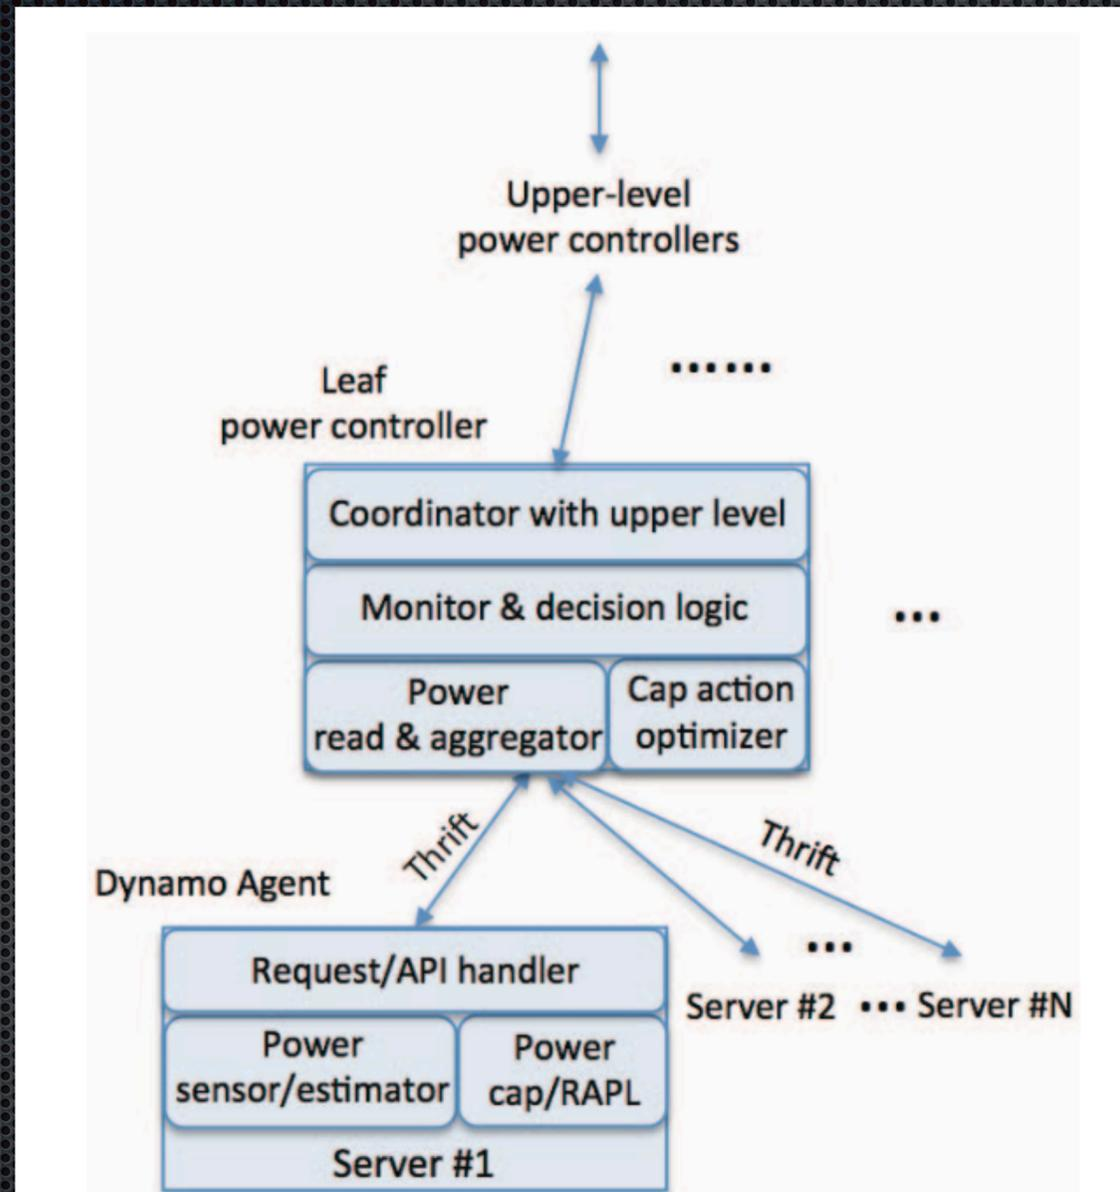 Upper-level
power controllers
......
Leaf
power controller
Coordinator with upper level
Monitor & decision logic
...
Power
read & aggregator
Cap action
optimizer
Thrift
Thrift
Dynamo Agent
...
Request/API handler
Server #2 ... Server #N
Power
sensor/estimator
Power
cap/RAPL
Server #1